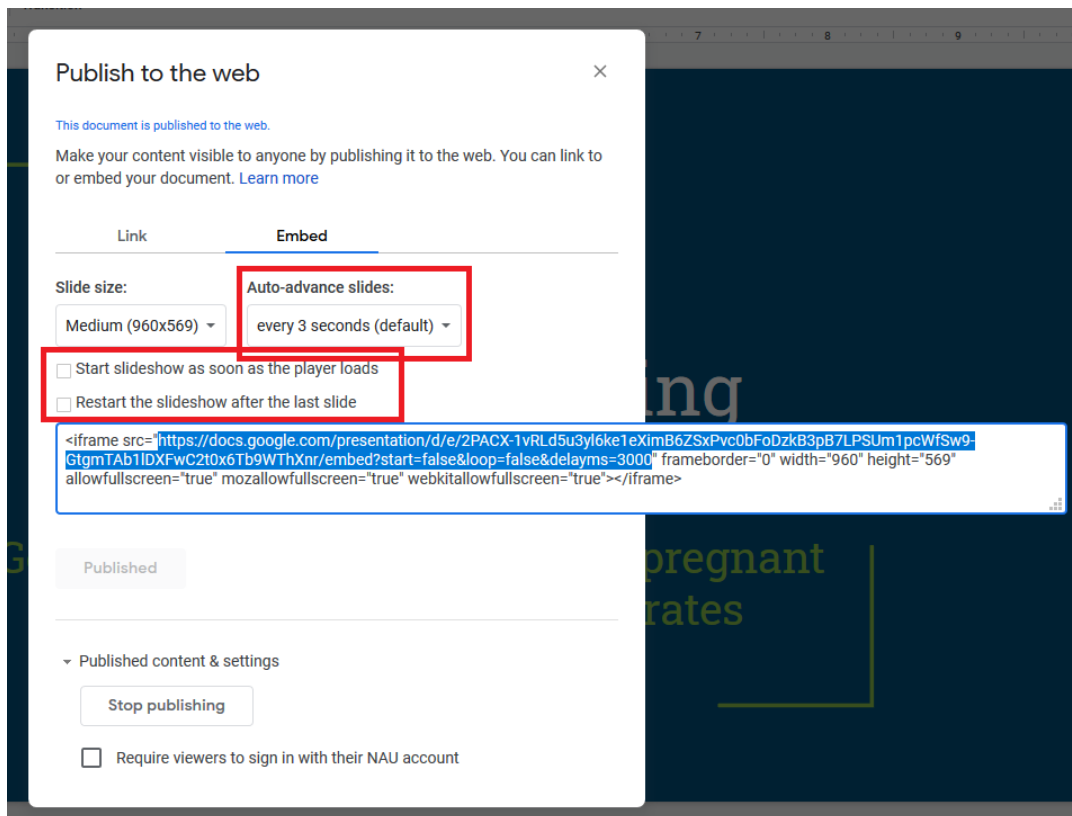 7 8 9
Publish to the web
This document is published to the web.
Make your content visible to anyone by publishing it to the web. You can link to
or embed your document. Learn more
Link Embed
Slide size: Auto-advance slides:
Medium (960x569) every 3 seconds (default)
Start slideshow as soon as the player loads
Restart the slideshow after the last slide
ing
<iframe src="https://docs.google.com/presentation/d/e/2PACX-1vRLd5u3yl6ke1eXimB6ZSxPvc0bFoDzkB3pB7LPSUm1pcWfSw9-
GtgmTAb1lDXFwC2t0x6Tb9WThXnr/embed?start=false&loop=false&delayms=3000" frameborder="0" width="960" height="569"
allowfullscreen="true" mozallowfullscreen="true" webkitallowfullscreen="true"></iframe>
G pregnant
rates
Published
Published content & settings
Stop publishing
Require viewers to sign in with their NAU account